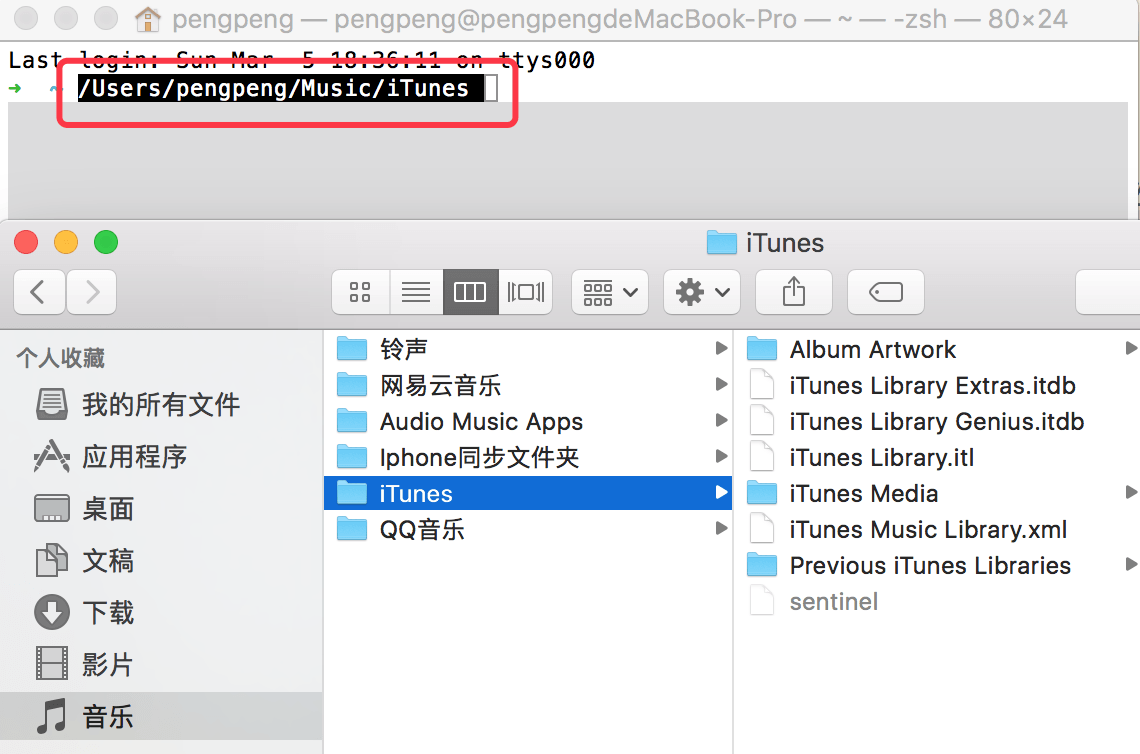 pengpeng — pengpeng@pengpengdeMacBook-Pro — ~ — -zsh — 80×24
Last login: Sun Mar  5 18:36:11 on ttys000
➜  ~ /Users/pengpeng/Music/iTunes
iTunes
个人收藏
我的所有文件
应用程序
桌面
文稿
下载
影片
音乐
铃声
网易云音乐
Audio Music Apps
Iphone同步文件夹
iTunes
QQ音乐
Album Artwork
iTunes Library Extras.itdb
iTunes Library Genius.itdb
iTunes Library.itl
iTunes Media
iTunes Music Library.xml
Previous iTunes Libraries
sentinel